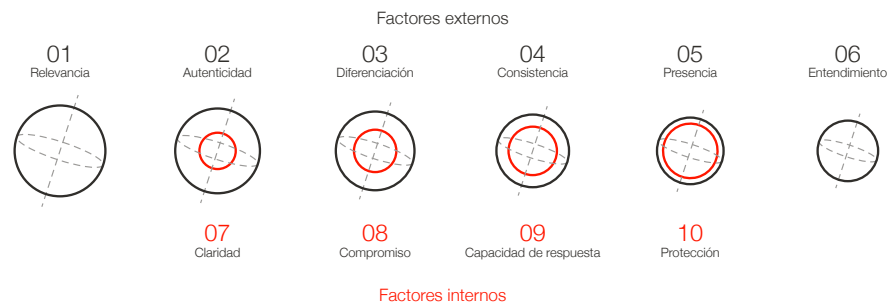 Factores externos
01
Relevancia
02
Autenticidad
03
Diferenciación
04
Consistencia
05
Presencia
06
Entendimiento
07
Claridad
08
Compromiso
09
Capacidad de respuesta
10
Protección
Factores internos